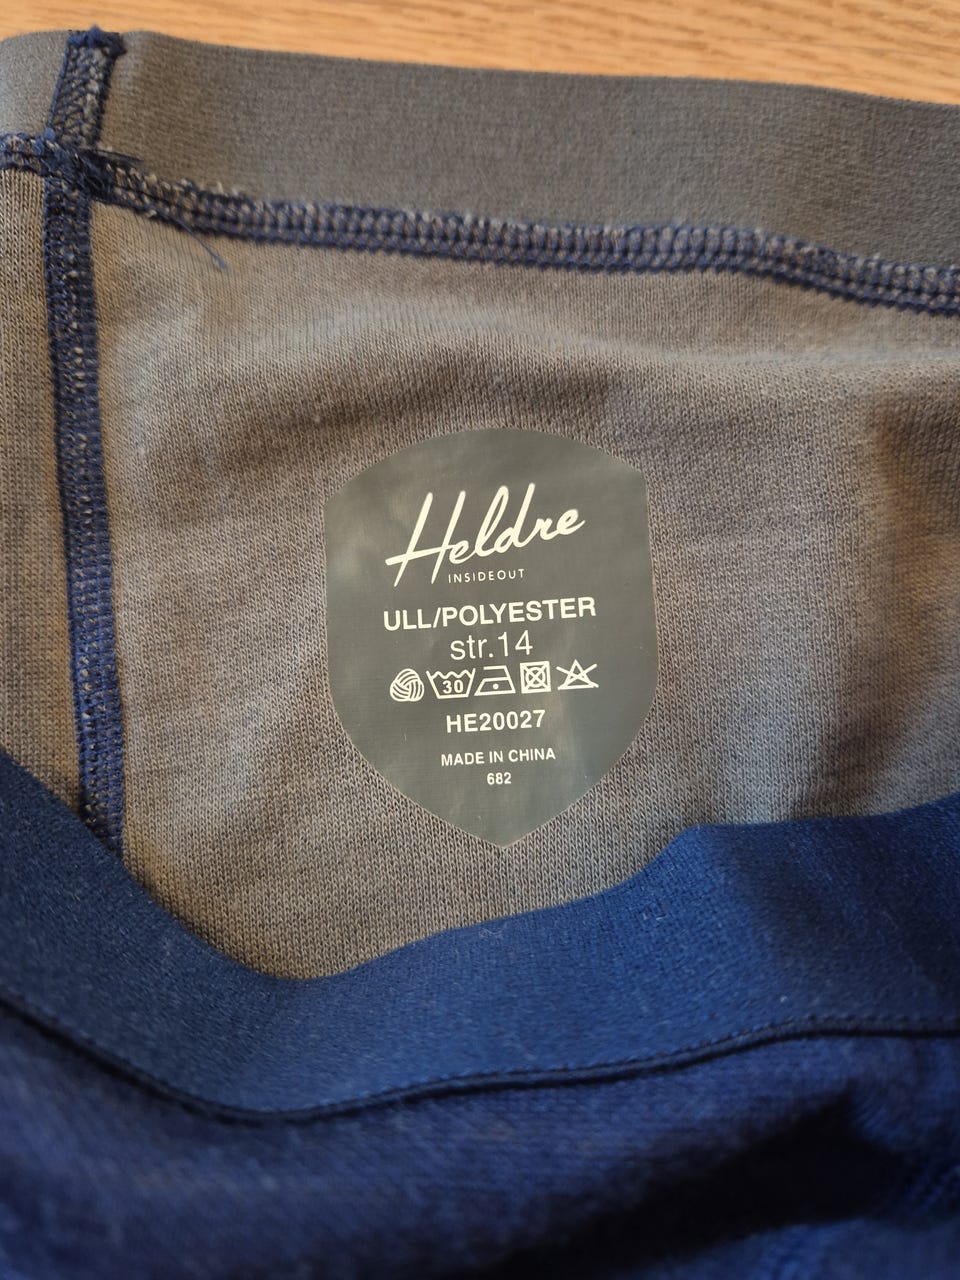 Heldre
INSIDEOUT
ULL/POLYESTER
str.14
30
HE20027
MADE IN CHINA
682